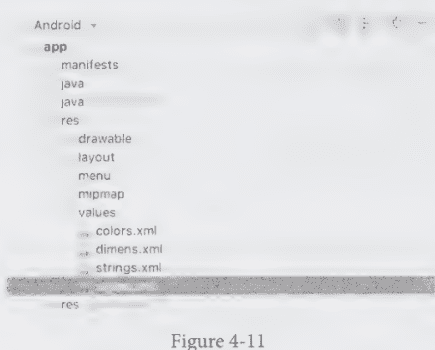 Android
app
manifests
java
java
res
drawable
layout
menu
mipmap
values
colors.xml
dimens.xml
strings.xml
res
Figure 4-11